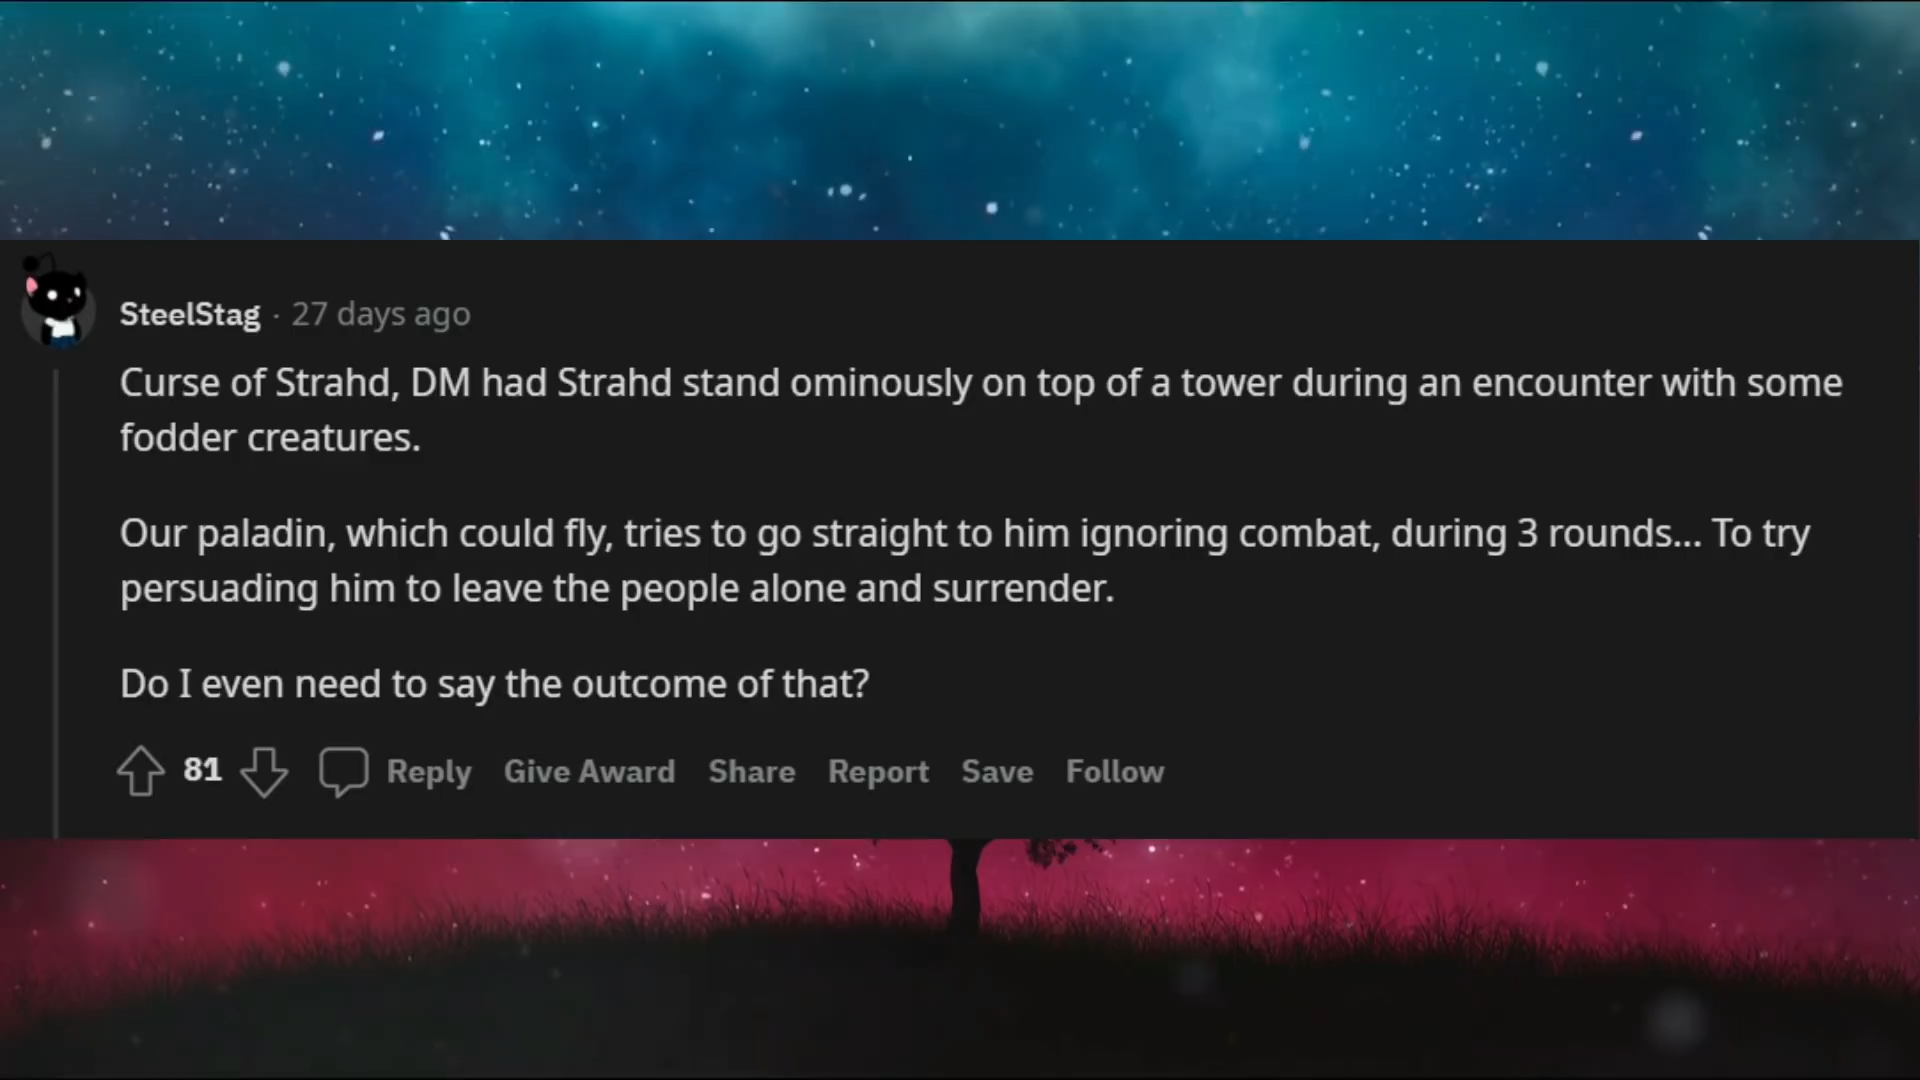 SteelStag · 27 days ago
Curse of Strahd, DM had Strahd stand ominously on top of a tower during an encounter with some
fodder creatures.
Our paladin, which could fly, tries to go straight to him ignoring combat, during 3 rounds... To try
persuading him to leave the people alone and surrender.
Do I even need to say the outcome of that?
81 Reply Give Award Share Report Save Follow